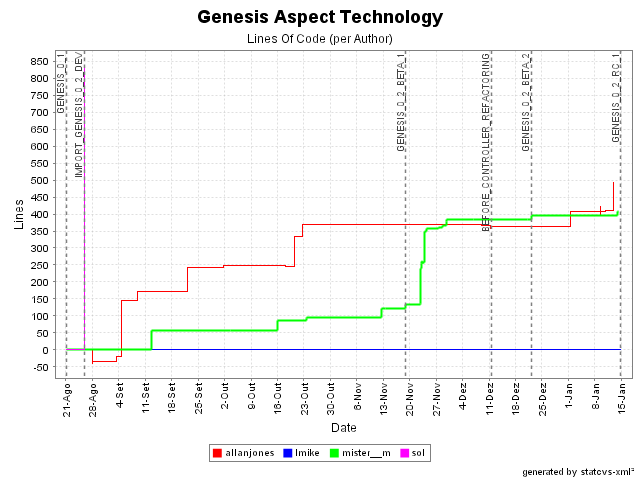 Genesis Aspect Technology
Lines Of Code (per Author)
GENESIS_0_1
IMPORT_GENESIS_0_2_DEV
GENESIS_0_2_BETA_1
BEFORE_CONTROLLER_REFACTORING
GENESIS_0_2_BETA_2
GENESIS_0_2_RC_1
Lines
850
800
750
700
650
600
550
500
450
400
350
300
250
200
150
100
50
0
-50
21-Ago
28-Ago
4-Set
11-Set
18-Set
25-Set
2-Out
9-Out
16-Out
23-Out
30-Out
6-Nov
13-Nov
20-Nov
27-Nov
4-Dez
11-Dez
18-Dez
25-Dez
1-Jan
8-Jan
15-Jan
Date
allanjones lmike mister__m sol
generated by statcvs-xml²